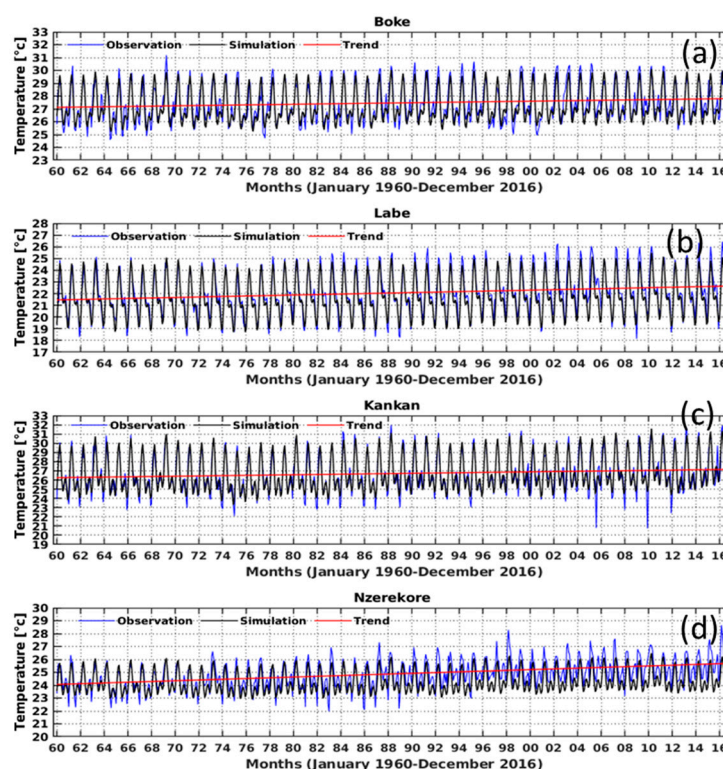 Boke
Temperature [°c]
33
32
31
30
29
28
27
26
25
24
23
Observation Simulation Trend
(a)
60 62 64 66 68 70 72 74 76 78 80 82 84 86 88 90 92 94 96 98 00 02 04 06 08 10 12 14 16
Months (January 1960-December 2016)
Labe
Temperature [°c]
28
27
26
25
24
23
22
21
20
19
18
17
Observation Simulation Trend
(b)
60 62 64 66 68 70 72 74 76 78 80 82 84 86 88 90 92 94 96 98 00 02 04 06 08 10 12 14 16
Months (January 1960-December 2016)
Kankan
Temperature [°c]
33
32
31
30
29
28
27
26
25
24
23
22
21
20
19
Observation Simulation Trend
(c)
60 62 64 66 68 70 72 74 76 78 80 82 84 86 88 90 92 94 96 98 00 02 04 06 08 10 12 14 16
Months (January 1960-December 2016)
Nzerekore
Temperature [°c]
30
29
28
27
26
25
24
23
22
21
20
Observation Simulation Trend
(d)
60 62 64 66 68 70 72 74 76 78 80 82 84 86 88 90 92 94 96 98 00 02 04 06 08 10 12 14 16
Months (January 1960-December 2016)